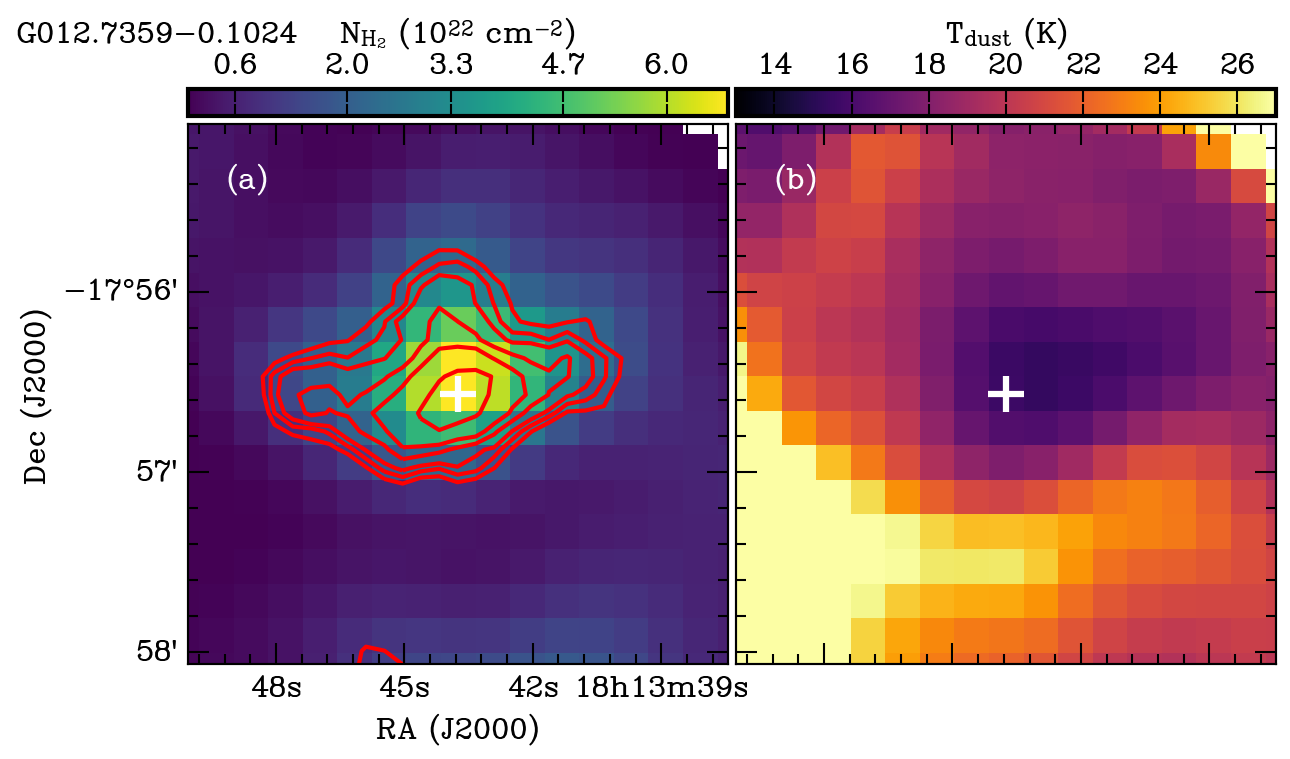 G012.7359−0.1024 N_H₂ (10²² cm⁻²) T_dust (K)
0.6 2.0 3.3 4.7 6.0 14 16 18 20 22 24 26
(a) (b)
−17°56'
57'
58'
Dec (J2000)
48s 45s 42s 18h13m39s
RA (J2000)